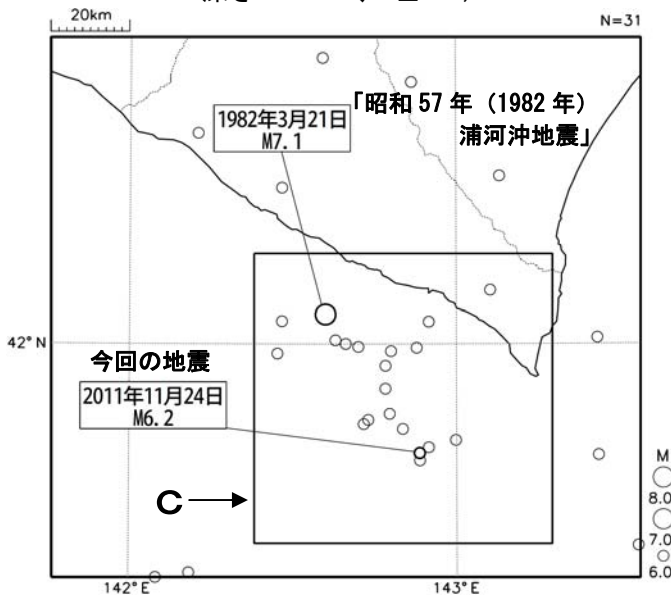 20km
N=31
「昭和 57 年（1982 年）
浦河沖地震」
1982年3月21日
M7.1
42°N
今回の地震
2011年11月24日
M6.2
C
M
8.0
7.0
6.0
142°E
143°E